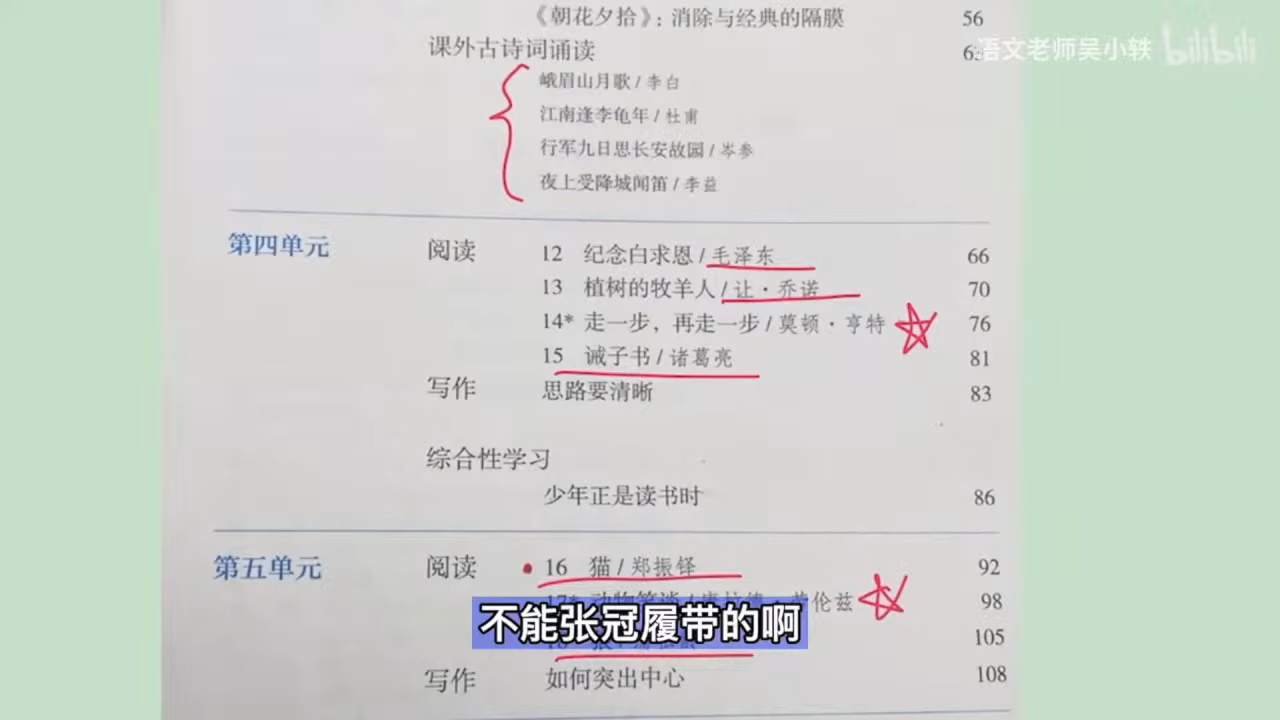 《朝花夕拾》：消除与经典的隔膜 56
课外古诗词诵读
语文老师吴小轶 bilibili
峨眉山月歌 / 李白
江南逢李龟年 / 杜甫
行军九日思长安故园 / 岑参
夜上受降城闻笛 / 李益
第四单元 阅读 12 纪念白求恩 / 毛泽东 66
13 植树的牧羊人 / 让·乔诺 70
14* 走一步，再走一步 / 莫顿·亨特 76
15 诫子书 / 诸葛亮 81
写作 思路要清晰 83
综合性学习
少年正是读书时 86
第五单元 阅读 16 猫 / 郑振铎 92
伦兹 98
不能张冠履带的啊
105
写作 如何突出中心 108